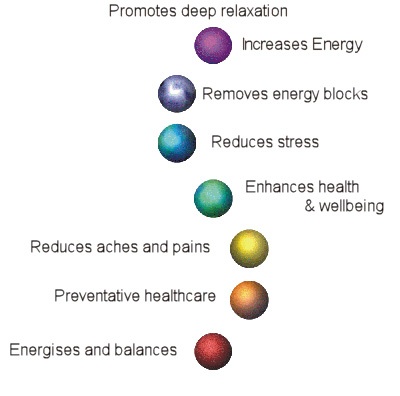 Promotes deep relaxation
Increases Energy
Removes energy blocks
Reduces stress
Enhances health
& wellbeing
Reduces aches and pains
Preventative healthcare
Energises and balances